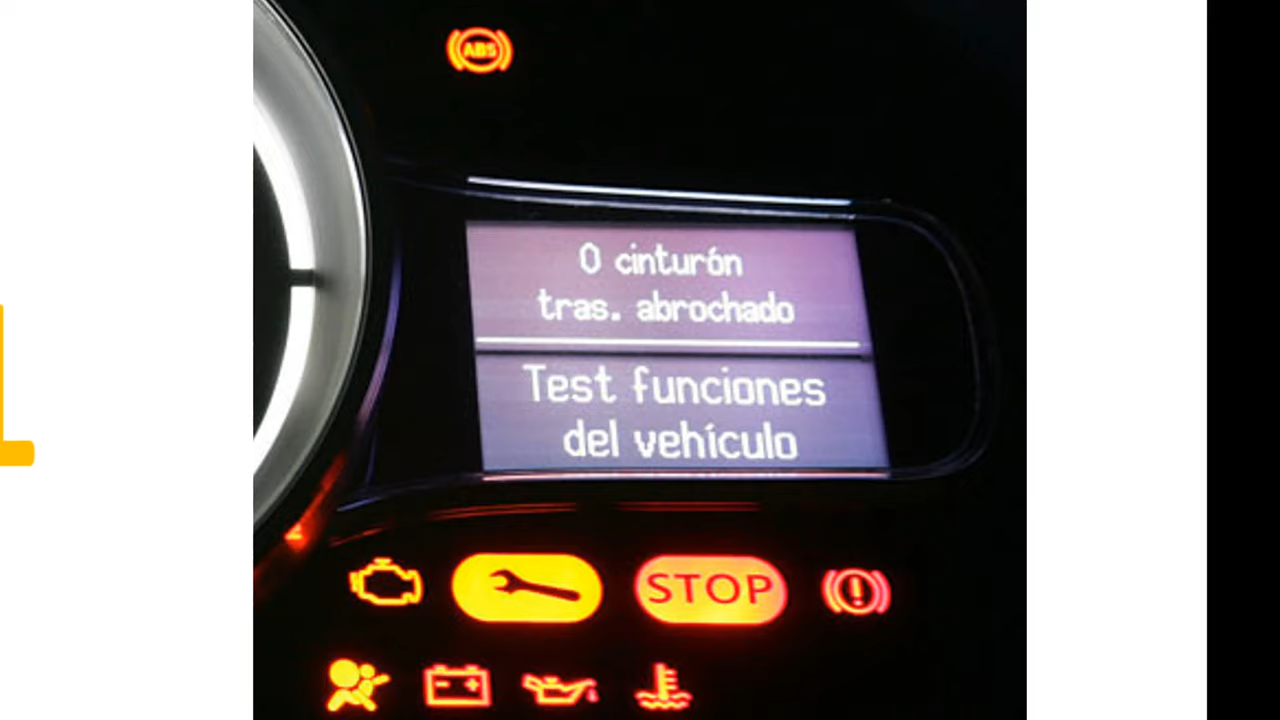 ABS
0 cinturón
tras. abrochado
Test funciones
del vehículo
STOP